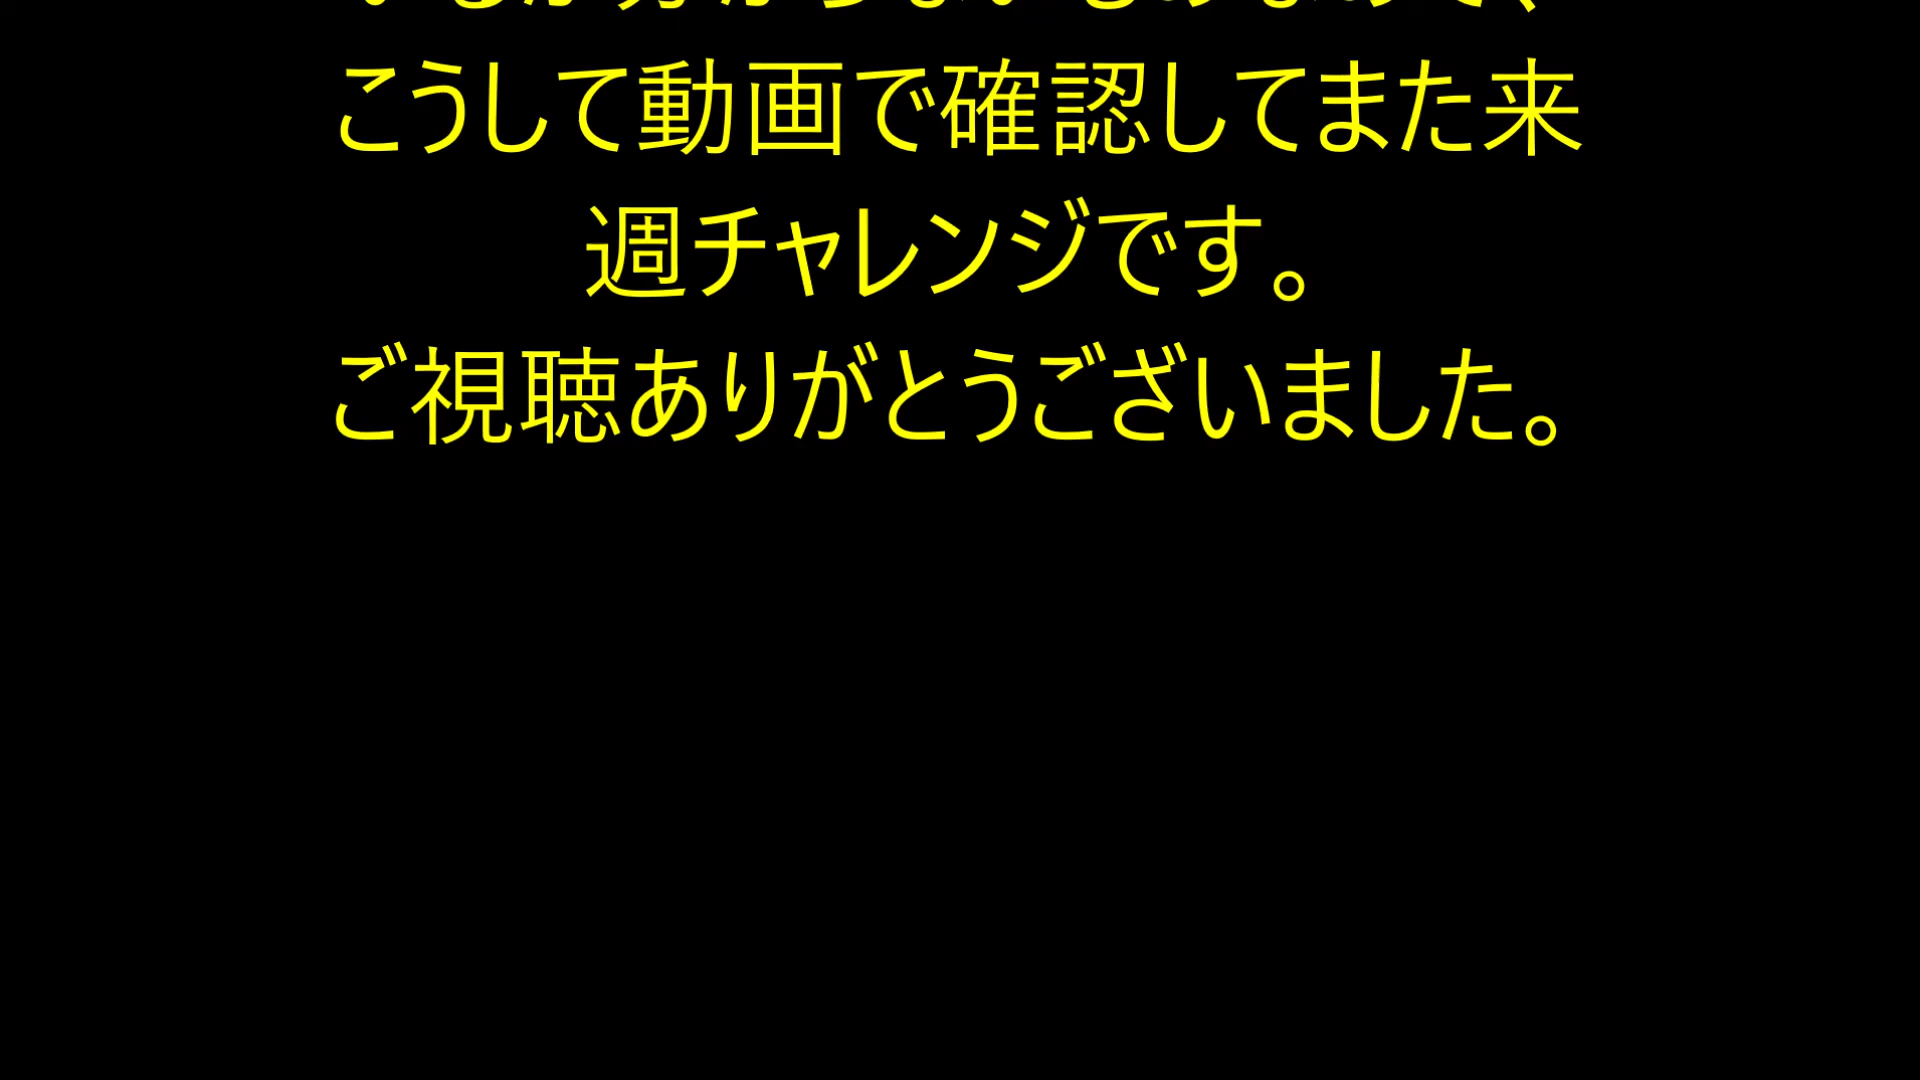 こうして動画で確認してまた来
週チャレンジです。
ご視聴ありがとうございました。